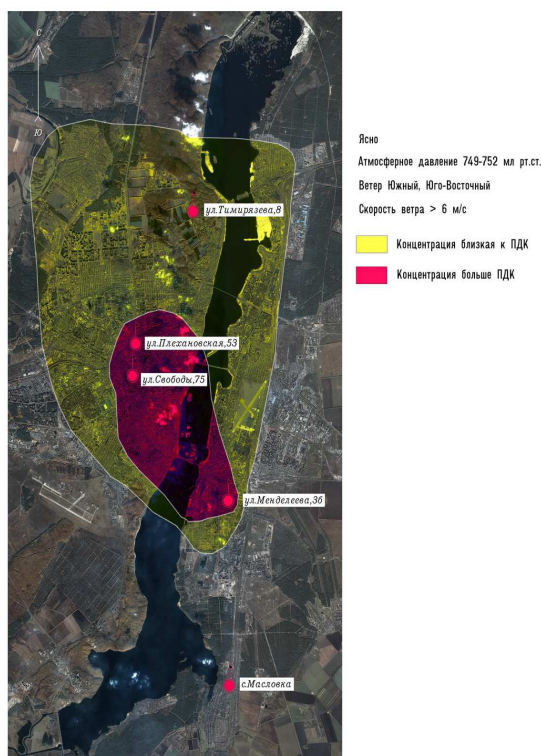 С
Ю
ул.Тимирязева,8
ул.Плехановская,53
ул.Свободы,75
ул.Менделеева,3б
с.Масловка
Ясно
Атмосферное давление 749-752 мл рт.ст.
Ветер Южный, Юго-Восточный
Скорость ветра > 6 м/с
Концентрация близкая к ПДК
Концентрация больше ПДК